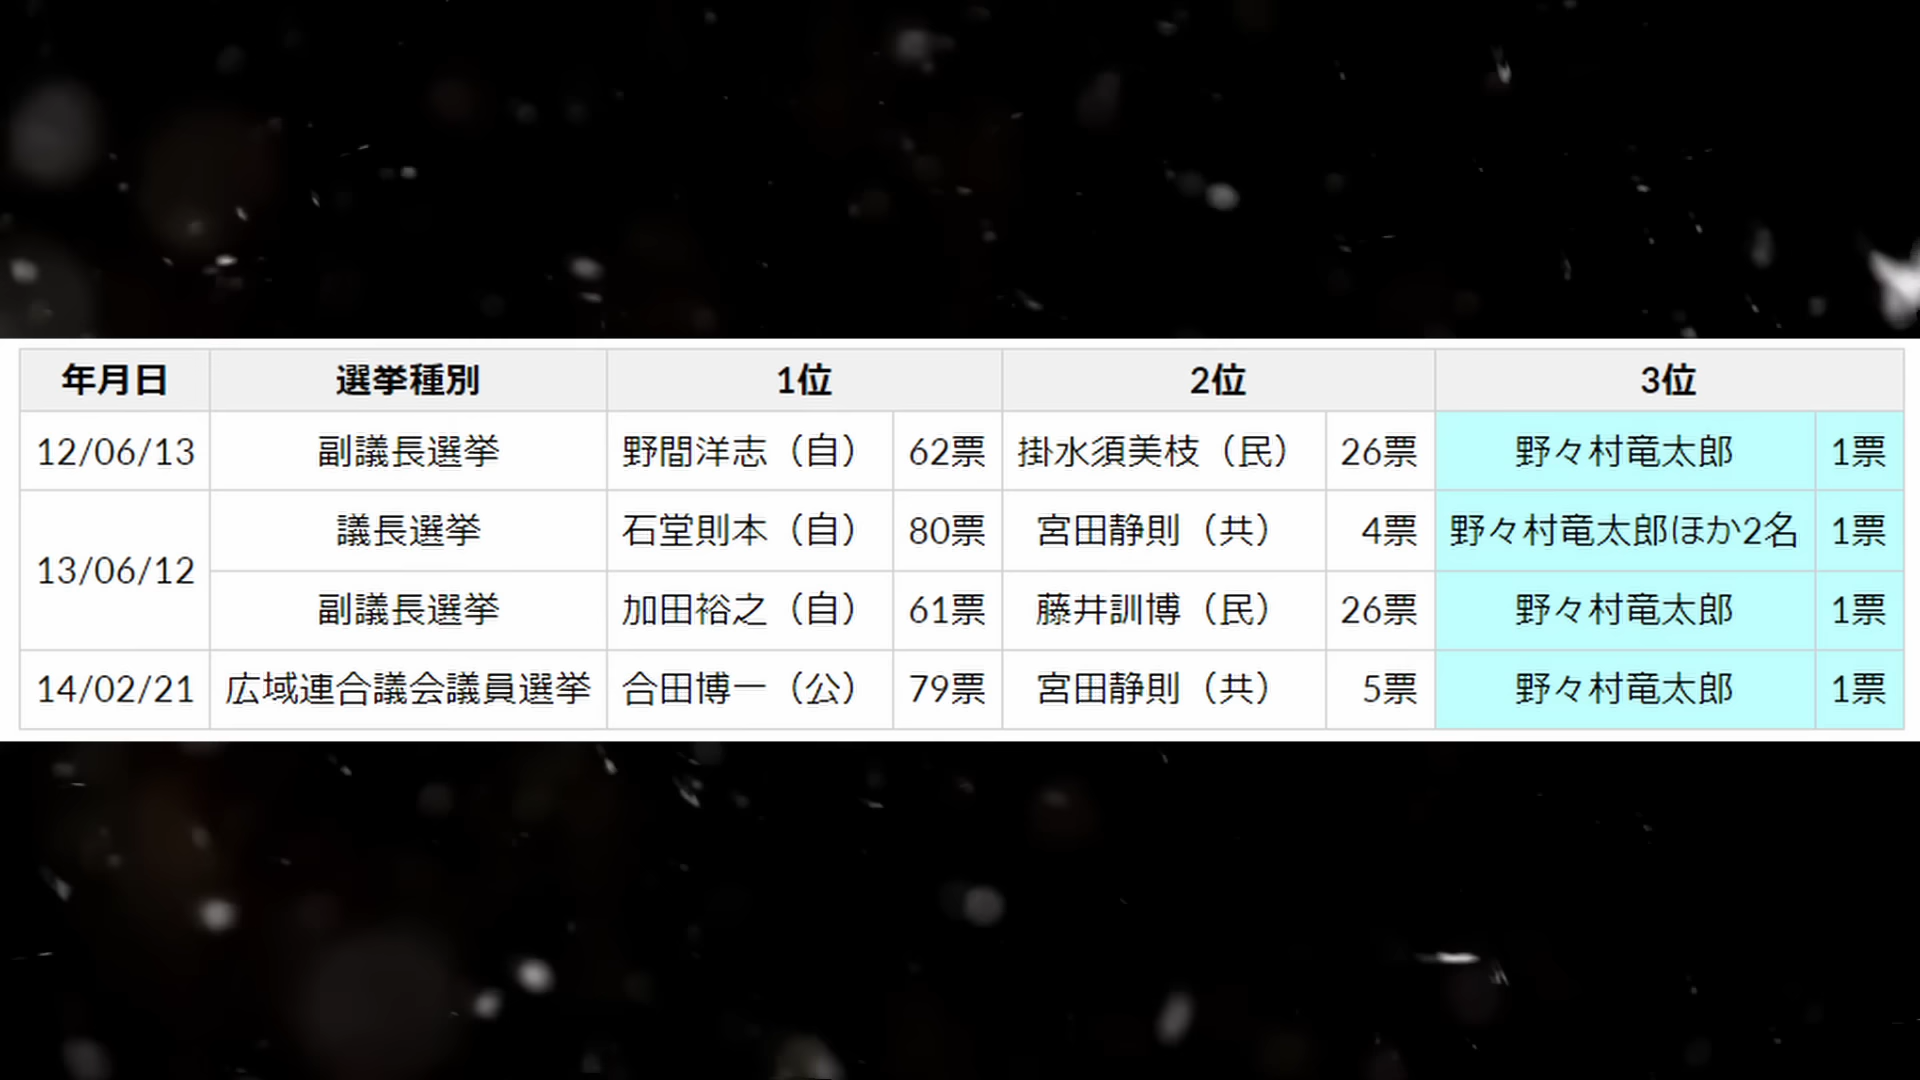 年月日 選挙種別 1位 2位 3位
12/06/13 副議長選挙 野間洋志（自） 62票 掛水須美枝（民） 26票 野々村竜太郎 1票
13/06/12 議長選挙 石堂則本（自） 80票 宮田静則（共） 4票 野々村竜太郎ほか2名 1票
副議長選挙 加田裕之（自） 61票 藤井訓博（民） 26票 野々村竜太郎 1票
14/02/21 広域連合議会議員選挙 合田博一（公） 79票 宮田静則（共） 5票 野々村竜太郎 1票